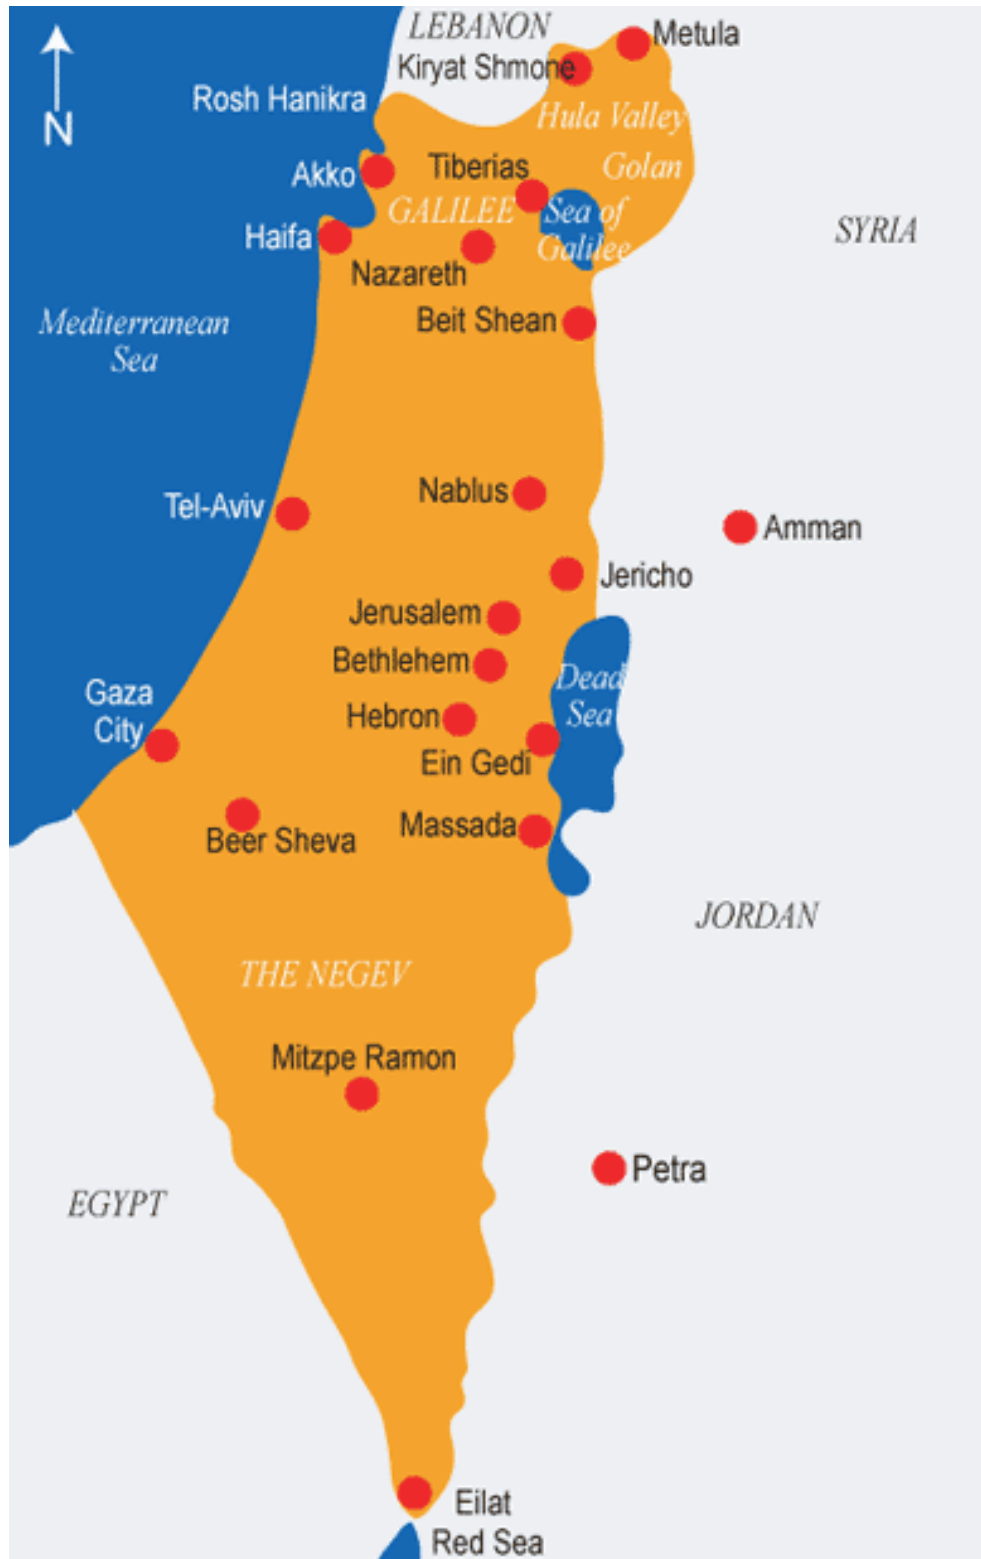 LEBANON
Metula
Kiryat Shmone
Rosh Hanikra
Hula Valley
N
Golan
Tiberias
Akko
GALILEE
Sea of
Galilee
SYRIA
Haifa
Nazareth
Beit Shean
Mediterranean
Sea
Nablus
Tel-Aviv
Amman
Jericho
Jerusalem
Bethlehem
Dead
Sea
Gaza
City
Hebron
Ein Gedi
Massada
Beer Sheva
JORDAN
THE NEGEV
Mitzpe Ramon
Petra
EGYPT
Eilat
Red Sea